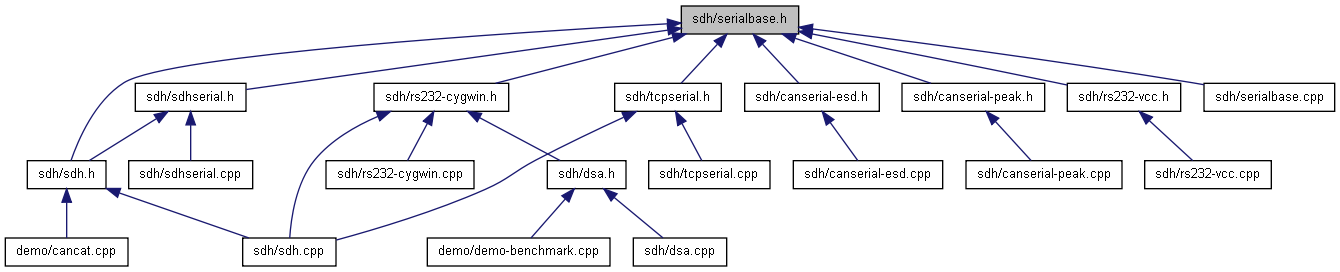 sdh/serialbase.h
sdh/sdhserial.h
sdh/rs232-cygwin.h
sdh/tcpserial.h
sdh/canserial-esd.h
sdh/canserial-peak.h
sdh/rs232-vcc.h
sdh/serialbase.cpp
sdh/sdh.h
sdh/sdhserial.cpp
sdh/rs232-cygwin.cpp
sdh/dsa.h
sdh/tcpserial.cpp
sdh/canserial-esd.cpp
sdh/canserial-peak.cpp
sdh/rs232-vcc.cpp
demo/cancat.cpp
sdh/sdh.cpp
demo/demo-benchmark.cpp
sdh/dsa.cpp